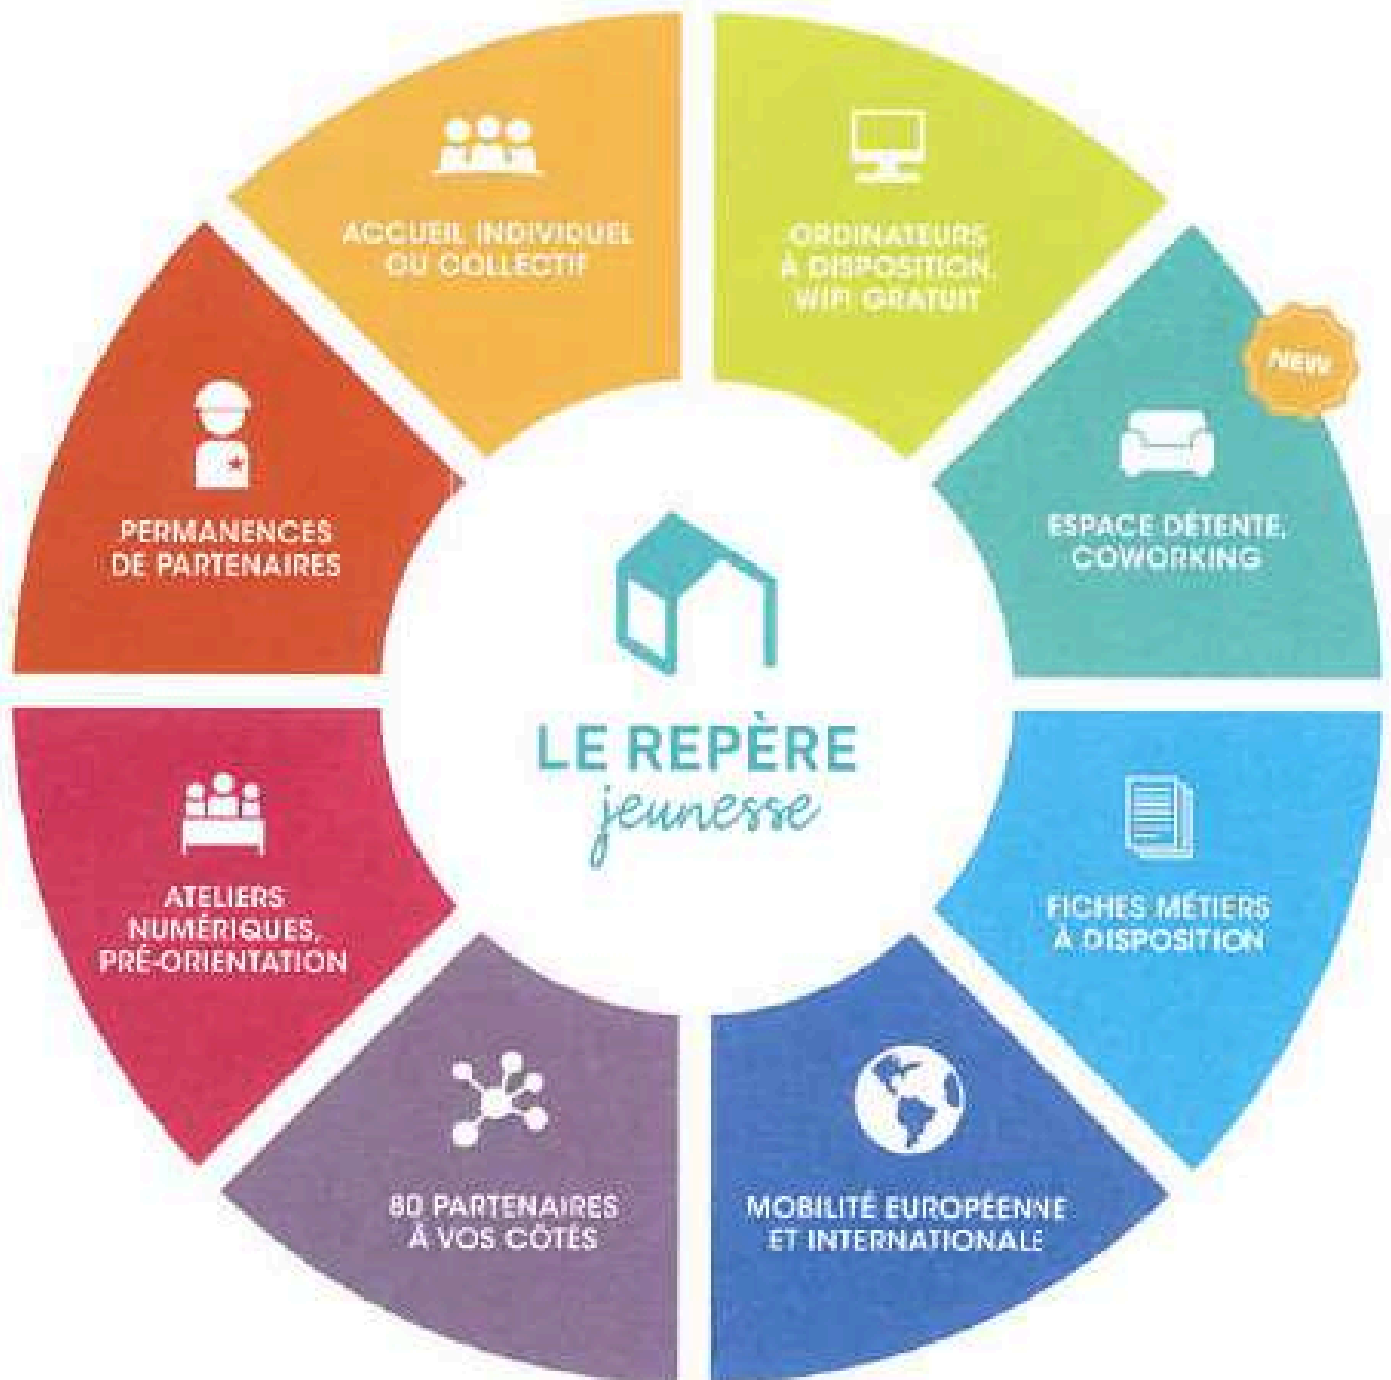 ACCUEIL INDIVIDUEL
OU COLLECTIF
ORDINATEURS
À DISPOSITION,
WIFI GRATUIT
NEW
ESPACE DÉTENTE,
COWORKING
FICHES MÉTIERS
À DISPOSITION
MOBILITÉ EUROPÉENNE
ET INTERNATIONALE
80 PARTENAIRES
À VOS CÔTÉS
ATELIERS
NUMÉRIQUES,
PRÉ-ORIENTATION
PERMANENCES
DE PARTENAIRES
LE REPÈRE
jeunesse